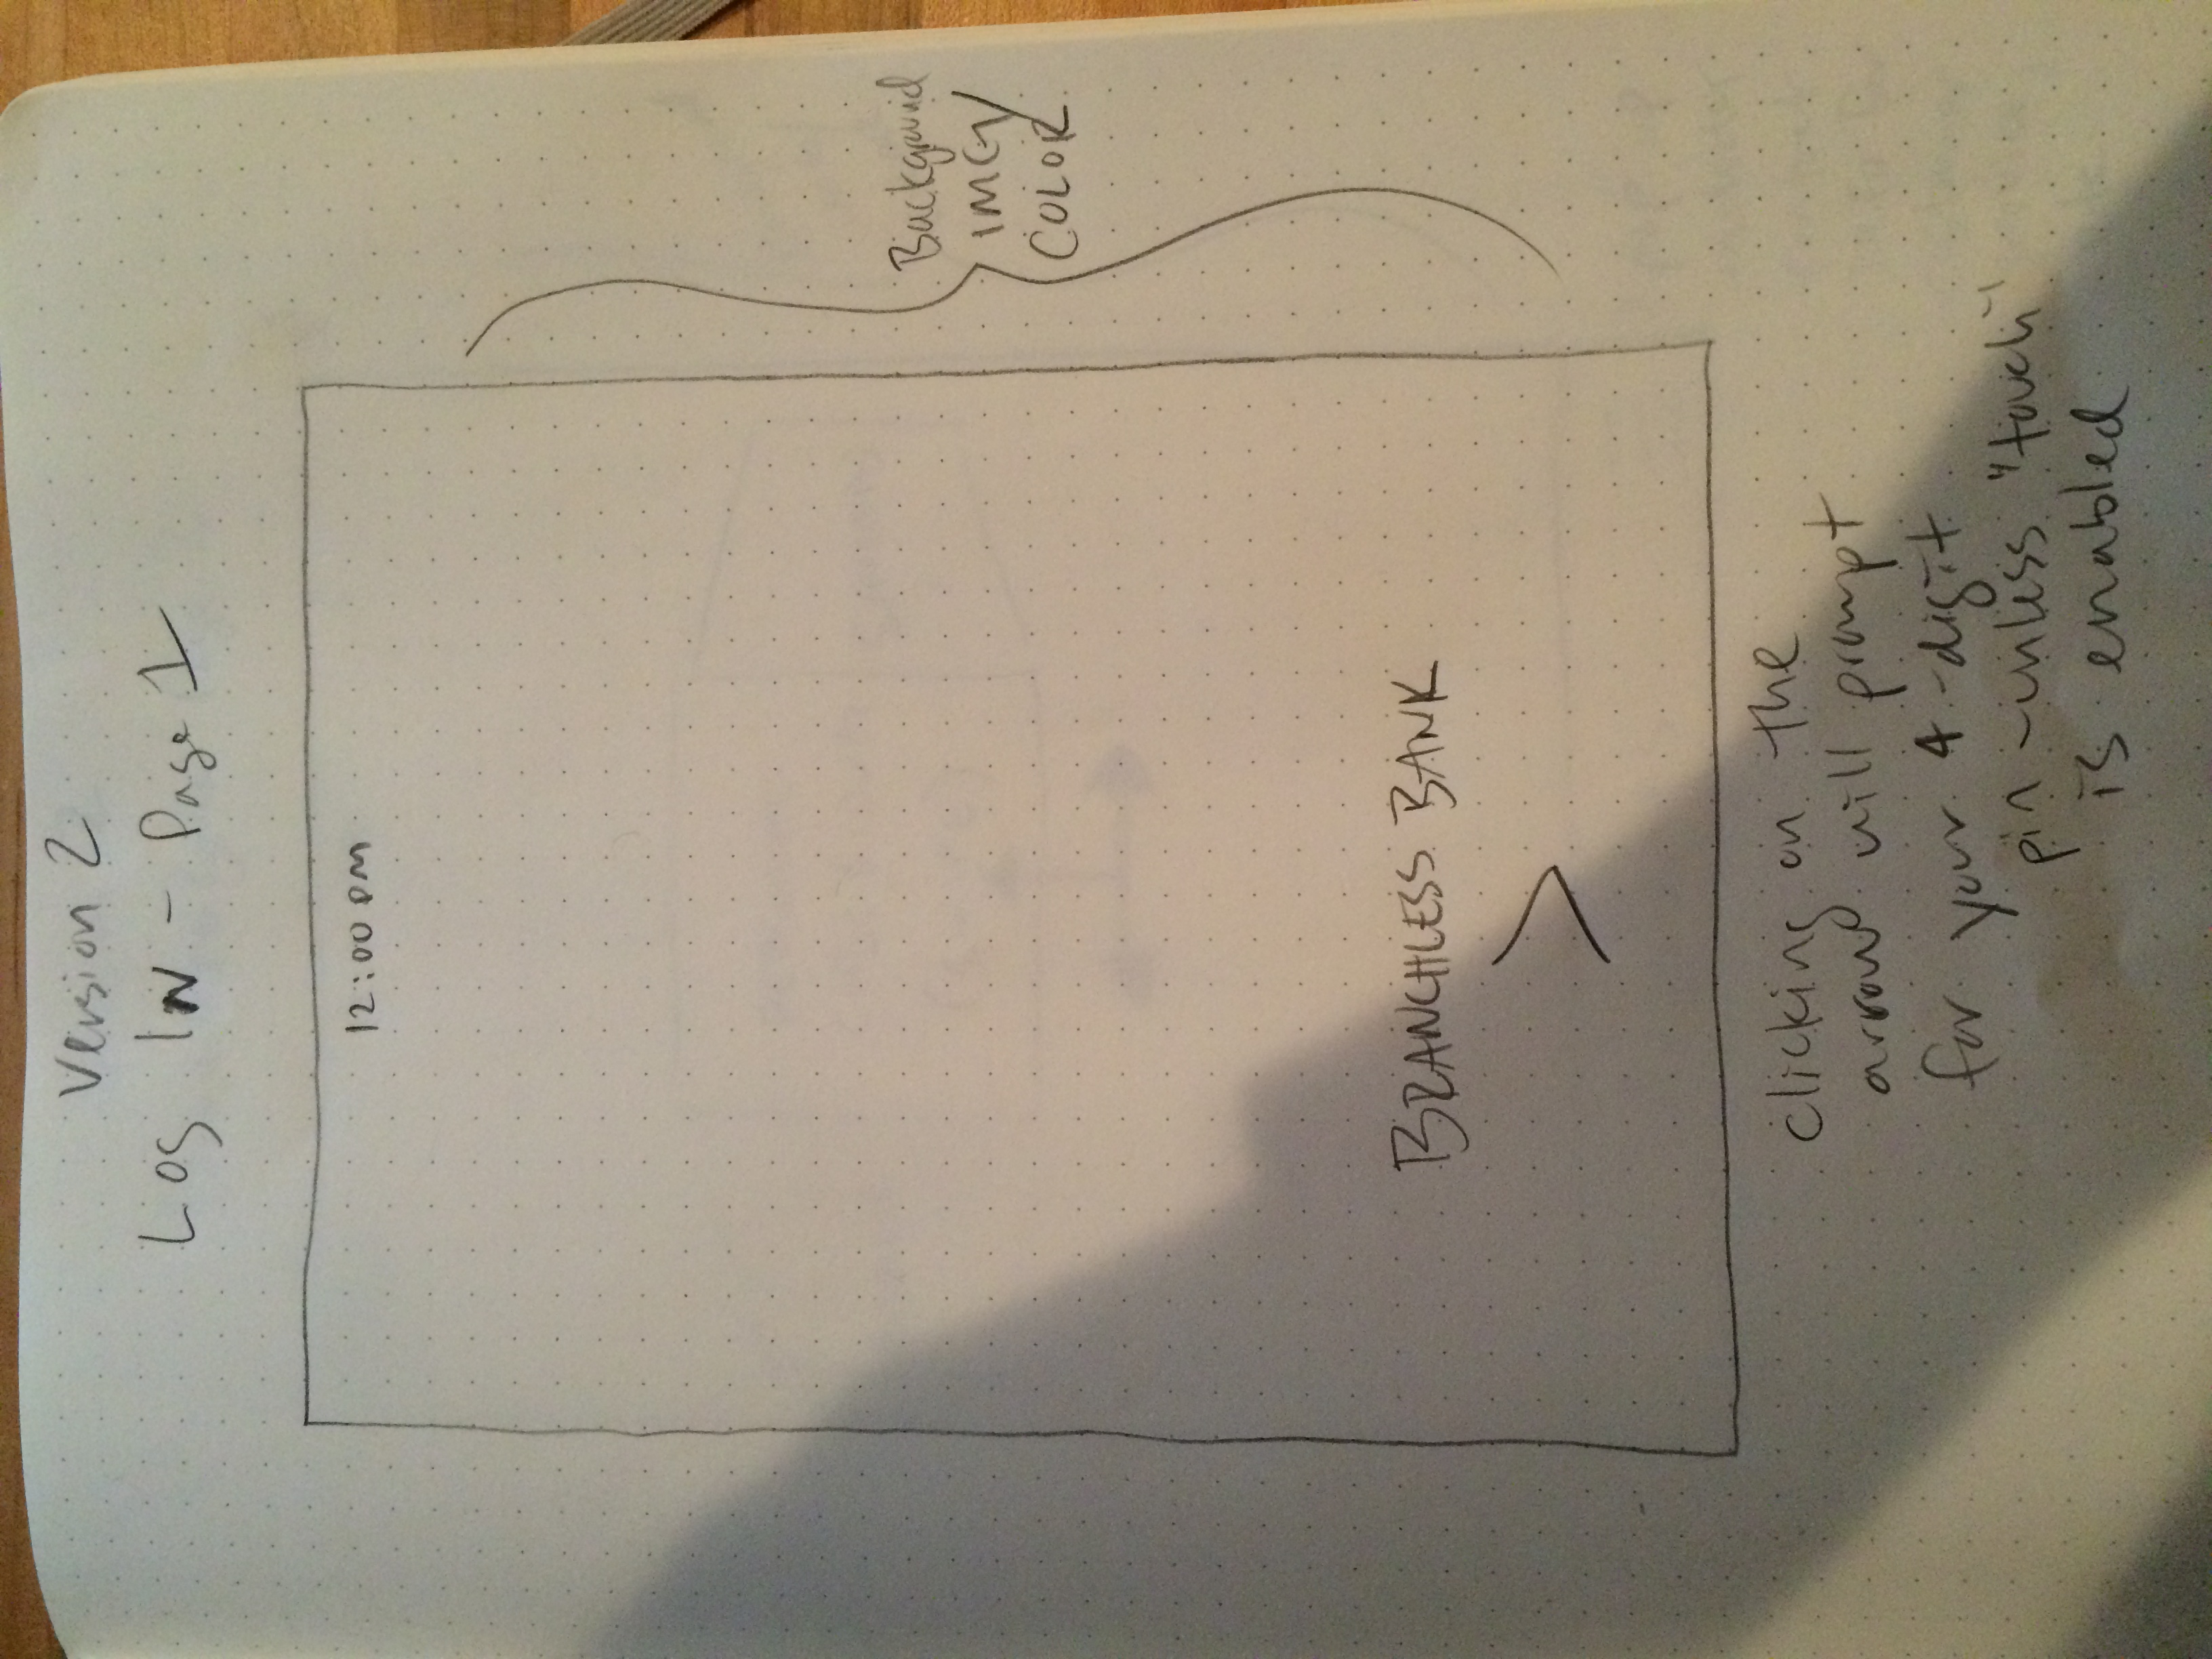 Version 2
Log IN - Page 1
12:00 PM
Background
IMG/
COLOR
BRANCHLESS BANK
>
clicking on the
arrow will prompt
for your 4-digit
pin - unless "touch"
is enabled